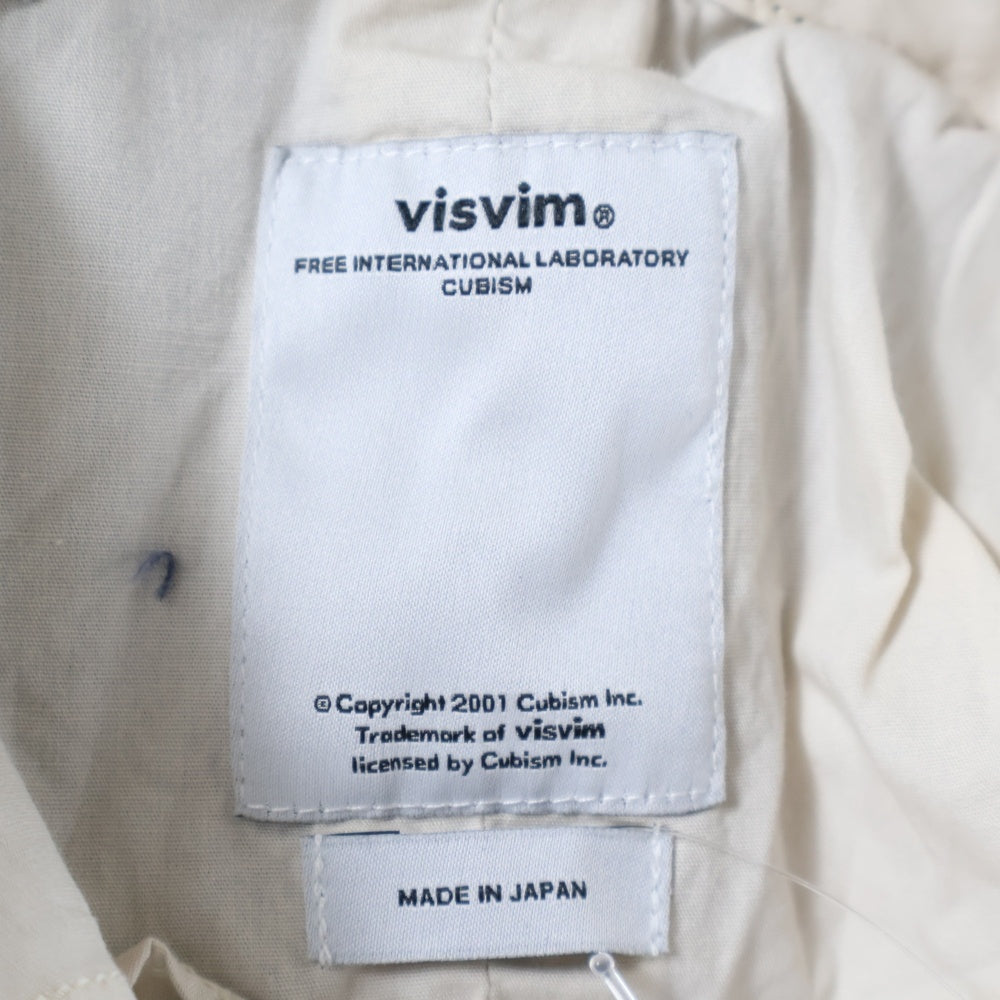 visvim®
FREE INTERNATIONAL LABORATORY
CUBISM
© Copyright 2001 Cubism Inc.
Trademark of visvim
licensed by Cubism Inc.
MADE IN JAPAN